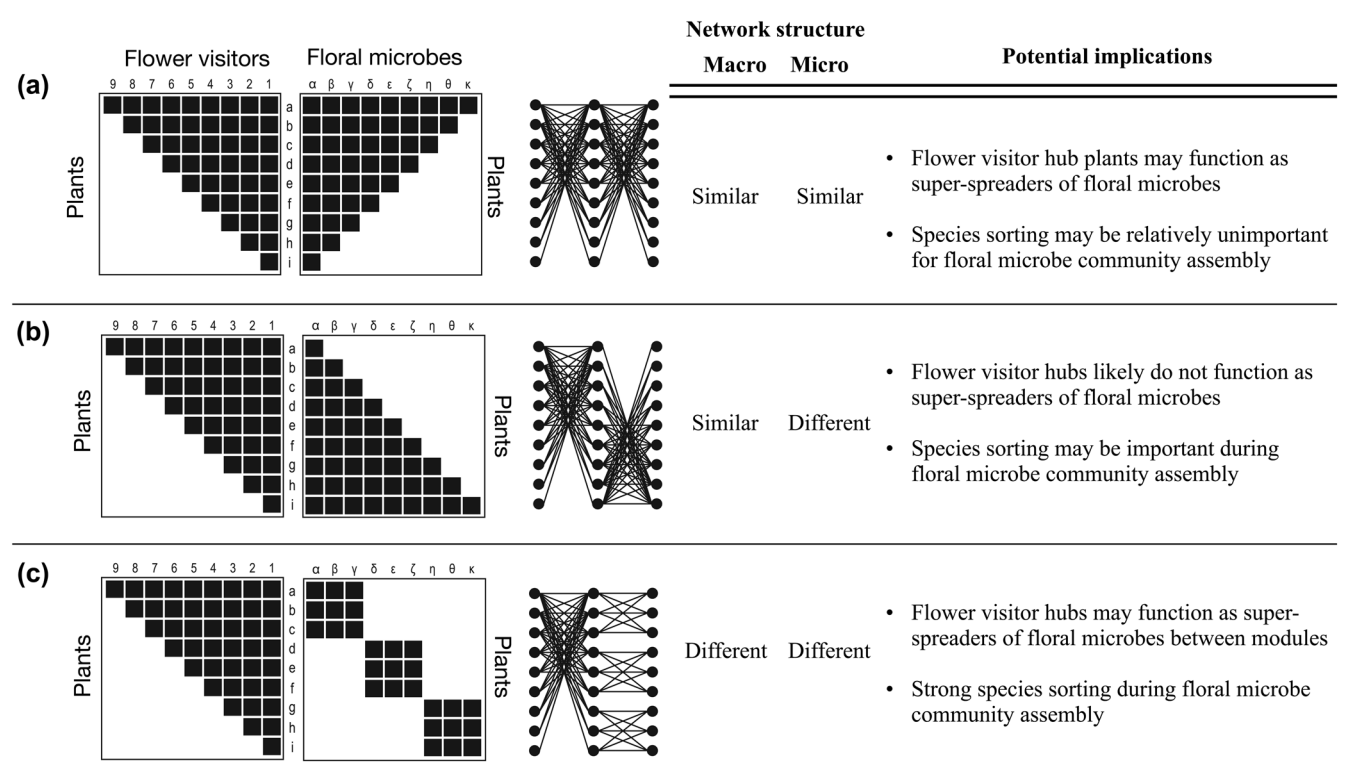 Network structure
Flower visitors Floral microbes Macro Micro Potential implications
(a)
9 8 7 6 5 4 3 2 1 α β γ δ ε ζ η θ κ
Plants
a
b
c
d
e
f
g
h
i
Plants
Similar Similar
• Flower visitor hub plants may function as
super-spreaders of floral microbes
• Species sorting may be relatively unimportant
for floral microbe community assembly
(b)
9 8 7 6 5 4 3 2 1 α β γ δ ε ζ η θ κ
Plants
a
b
c
d
e
f
g
h
i
Plants
Similar Different
• Flower visitor hubs likely do not function as
super-spreaders of floral microbes
• Species sorting may be important during
floral microbe community assembly
(c)
9 8 7 6 5 4 3 2 1 α β γ δ ε ζ η θ κ
Plants
a
b
c
d
e
f
g
h
i
Plants
Different Different
• Flower visitor hubs may function as super-
spreaders of floral microbes between modules
• Strong species sorting during floral microbe
community assembly